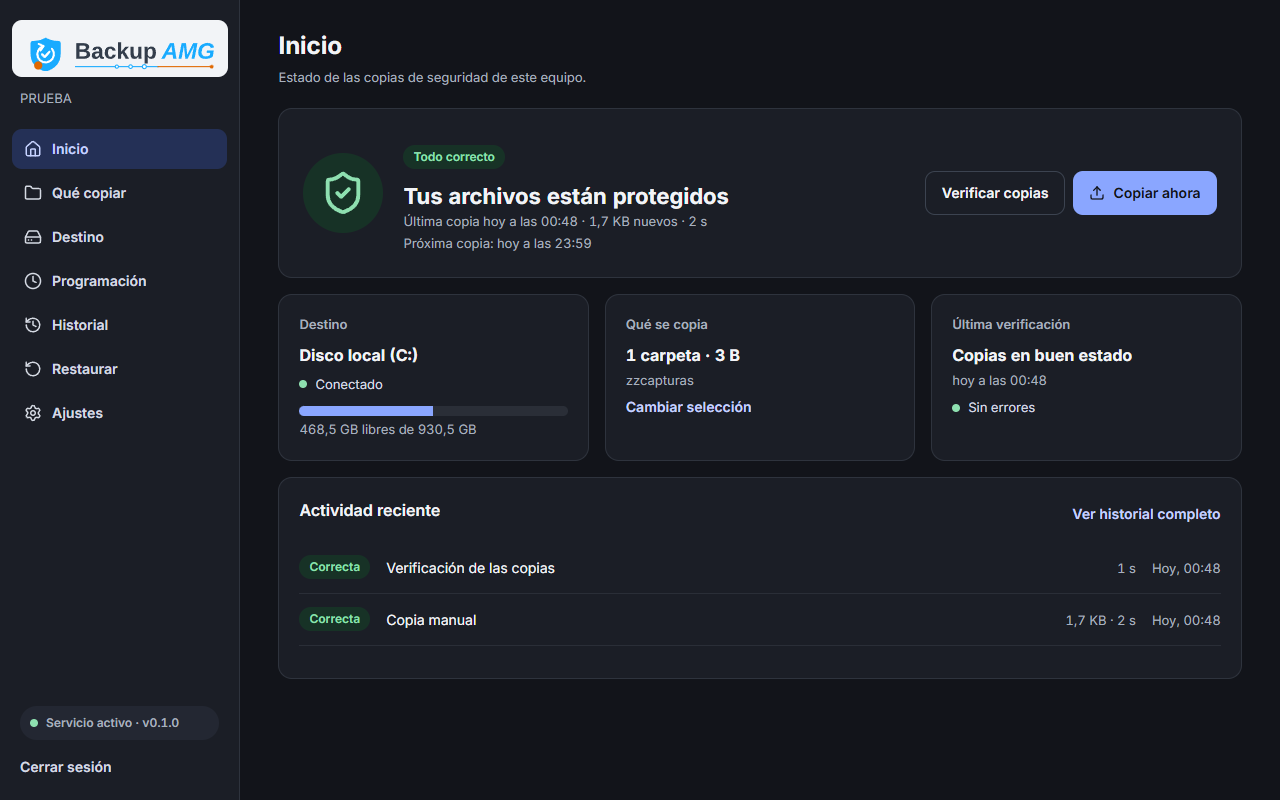 Backup AMG
PRUEBA
Inicio
Qué copiar
Destino
Programación
Historial
Restaurar
Ajustes
Servicio activo · v0.1.0
Cerrar sesión
Inicio
Estado de las copias de seguridad de este equipo.
Todo correcto
Tus archivos están protegidos
Última copia hoy a las 00:48 · 1,7 KB nuevos · 2 s
Próxima copia: hoy a las 23:59
Verificar copias
Copiar ahora
Destino
Disco local (C:)
Conectado
468,5 GB libres de 930,5 GB
Qué se copia
1 carpeta · 3 B
zzcapturas
Cambiar selección
Última verificación
Copias en buen estado
hoy a las 00:48
Sin errores
Actividad reciente
Ver historial completo
Correcta Verificación de las copias 1 s Hoy, 00:48
Correcta Copia manual 1,7 KB · 2 s Hoy, 00:48